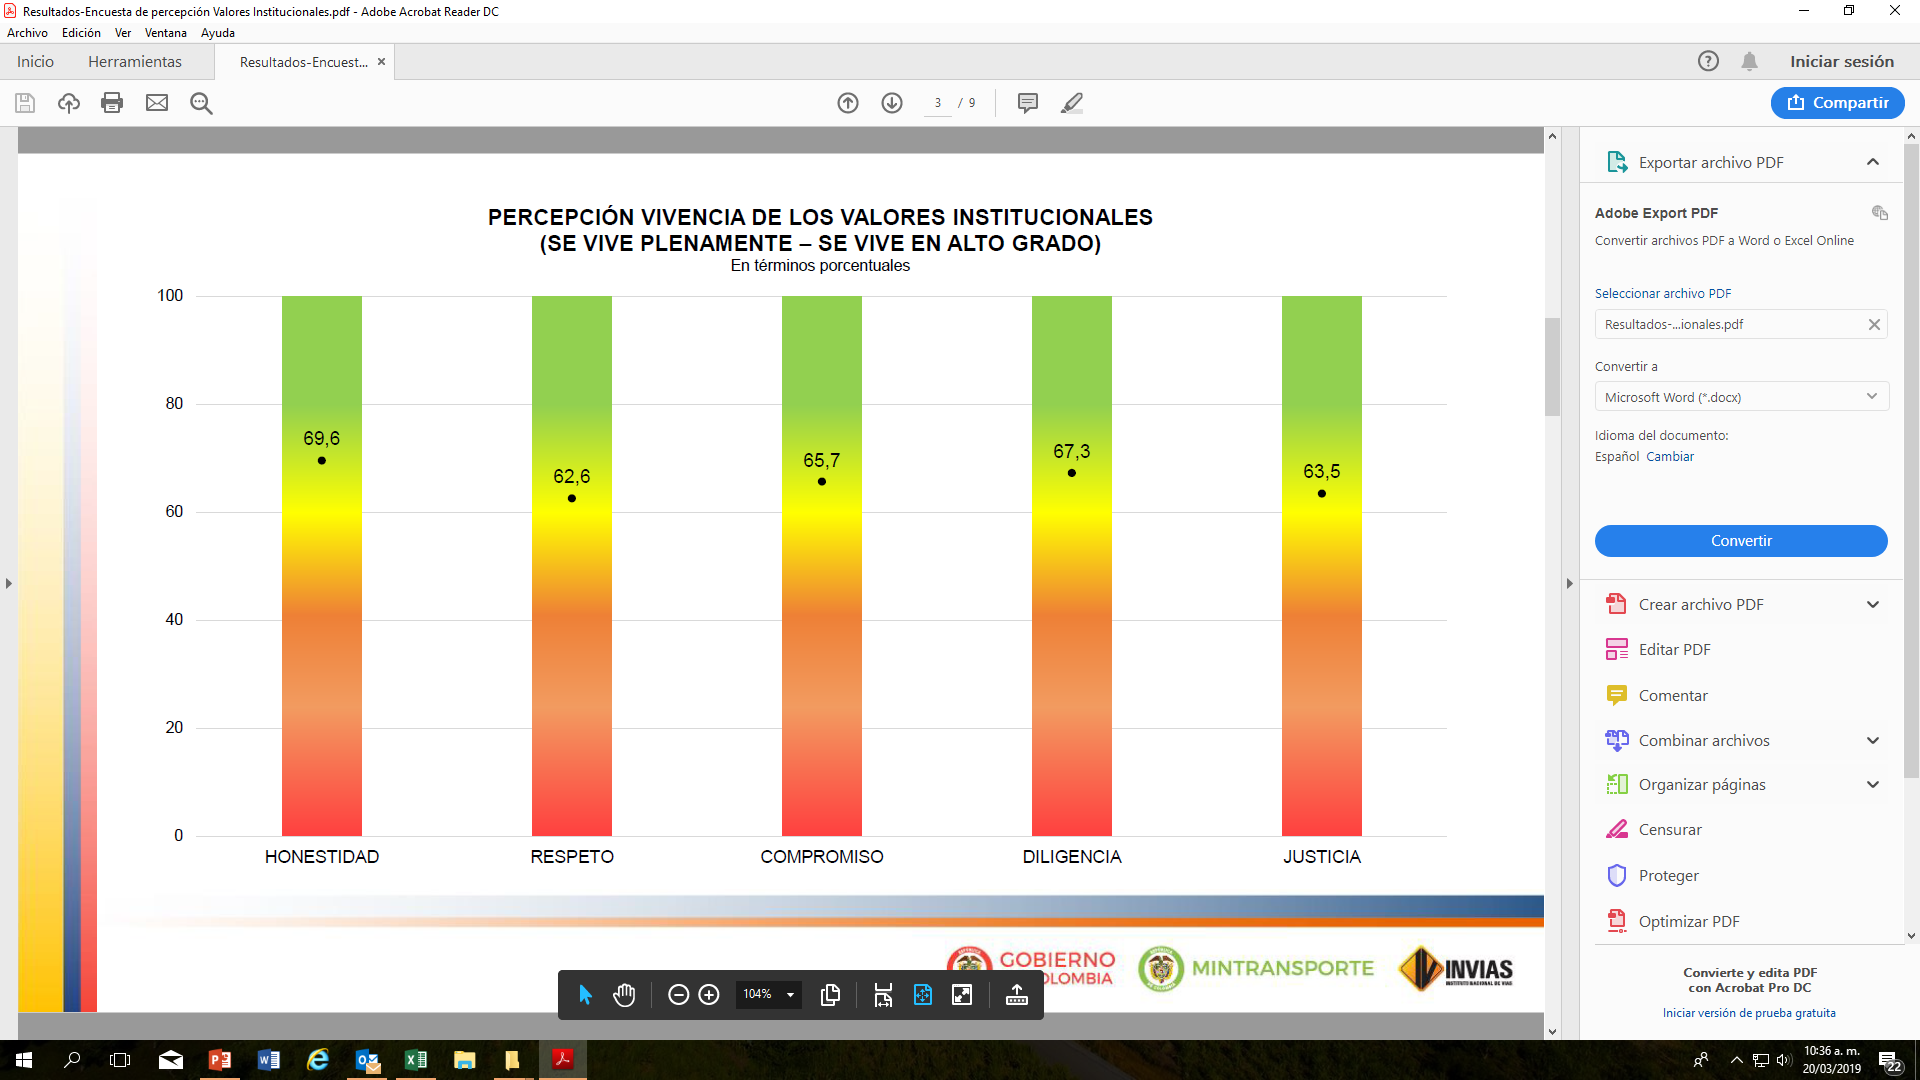 Resultados-Encuesta de percepción Valores Institucionales.pdf - Adobe Acrobat Reader DC
Archivo Edición Ver Ventana Ayuda
Inicio Herramientas Resultados-Encuest... Iniciar sesión
3 / 9 Compartir
PERCEPCIÓN VIVENCIA DE LOS VALORES INSTITUCIONALES
(SE VIVE PLENAMENTE – SE VIVE EN ALTO GRADO)
En términos porcentuales
100
80
60
40
20
0
69,6
62,6
65,7
67,3
63,5
HONESTIDAD RESPETO COMPROMISO DILIGENCIA JUSTICIA
GOBIERNO
OLOMBIA
MINTRANSPORTE
INVIAS
INSTITUTO NACIONAL DE VIAS
104%
Exportar archivo PDF
Adobe Export PDF
Convertir archivos PDF a Word o Excel Online
Seleccionar archivo PDF
Resultados-...ionales.pdf
Convertir a
Microsoft Word (*.docx)
Idioma del documento:
Español Cambiar
Convertir
Crear archivo PDF
Editar PDF
Comentar
Combinar archivos
Organizar páginas
Censurar
Proteger
Optimizar PDF
Convierte y edita PDF
con Acrobat Pro DC
Iniciar versión de prueba gratuita
10:36 a. m.
20/03/2019
22